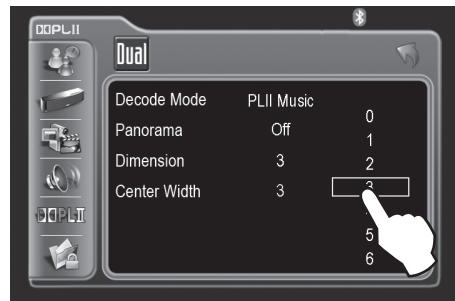 DDPLII
Dual
Decode Mode PLII Music
Panorama Off
Dimension 3
Center Width 3
0
1
2
3
5
6
DDPLII